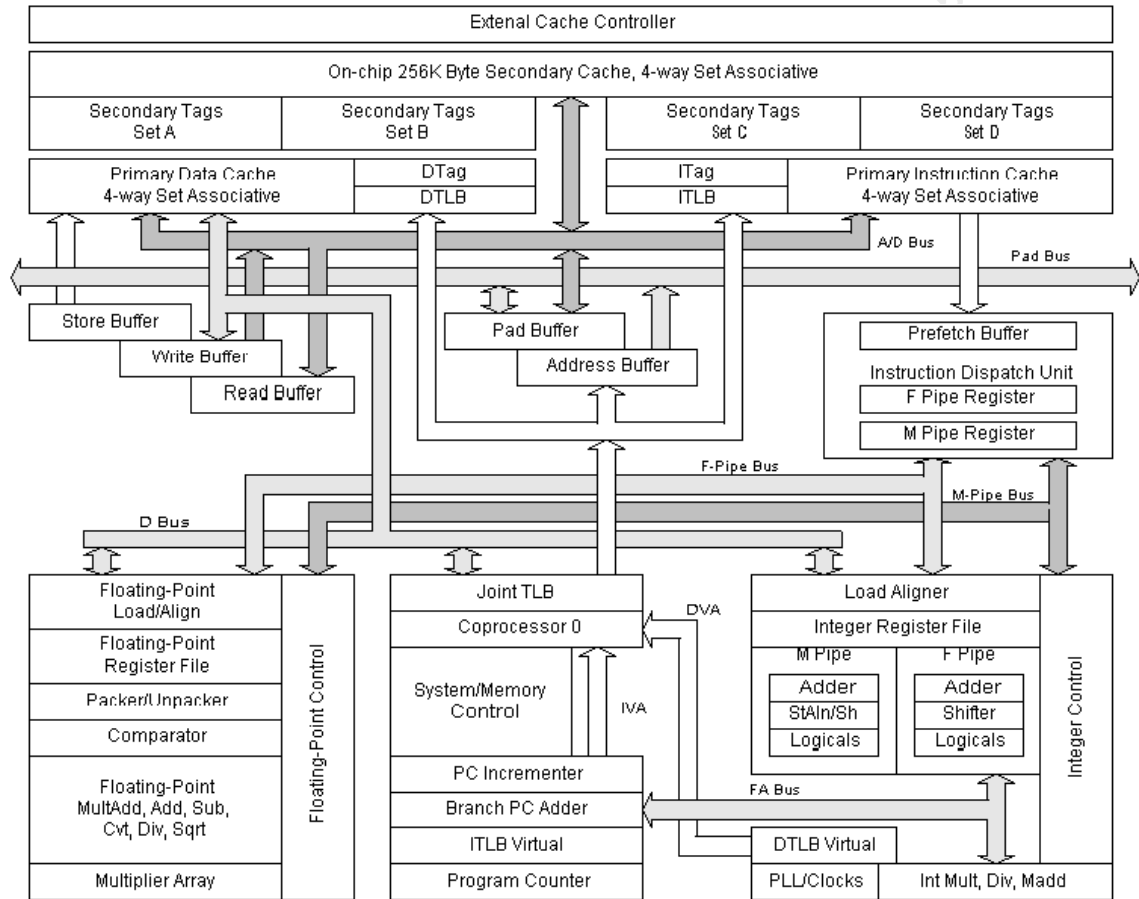 Extenal Cache Controller
On-chip 256K Byte Secondary Cache, 4-way Set Associative
Secondary Tags
Set A
Secondary Tags
Set B
Secondary Tags
Set C
Secondary Tags
Set D
Primary Data Cache
4-way Set Associative
DTag
DTLB
ITag
ITLB
Primary Instruction Cache
4-way Set Associative
A/D Bus
Pad Bus
Store Buffer
Write Buffer
Read Buffer
Pad Buffer
Address Buffer
Prefetch Buffer
Instruction Dispatch Unit
F Pipe Register
M Pipe Register
F-Pipe Bus
M-Pipe Bus
D Bus
Floating-Point
Load/Align
Floating-Point
Register File
Packer/Unpacker
Comparator
Floating-Point
MultAdd, Add, Sub,
Cvt, Div, Sqrt
Multiplier Array
Floating-Point Control
Joint TLB
Coprocessor 0
System/Memory
Control
PC Incrementer
Branch PC Adder
ITLB Virtual
Program Counter
DVA
IVA
Load Aligner
Integer Register File
M Pipe
Adder
StAln/Sh
Logicals
F Pipe
Adder
Shifter
Logicals
Integer Control
FA Bus
DTLB Virtual
PLL/Clocks
Int Mult, Div, Madd